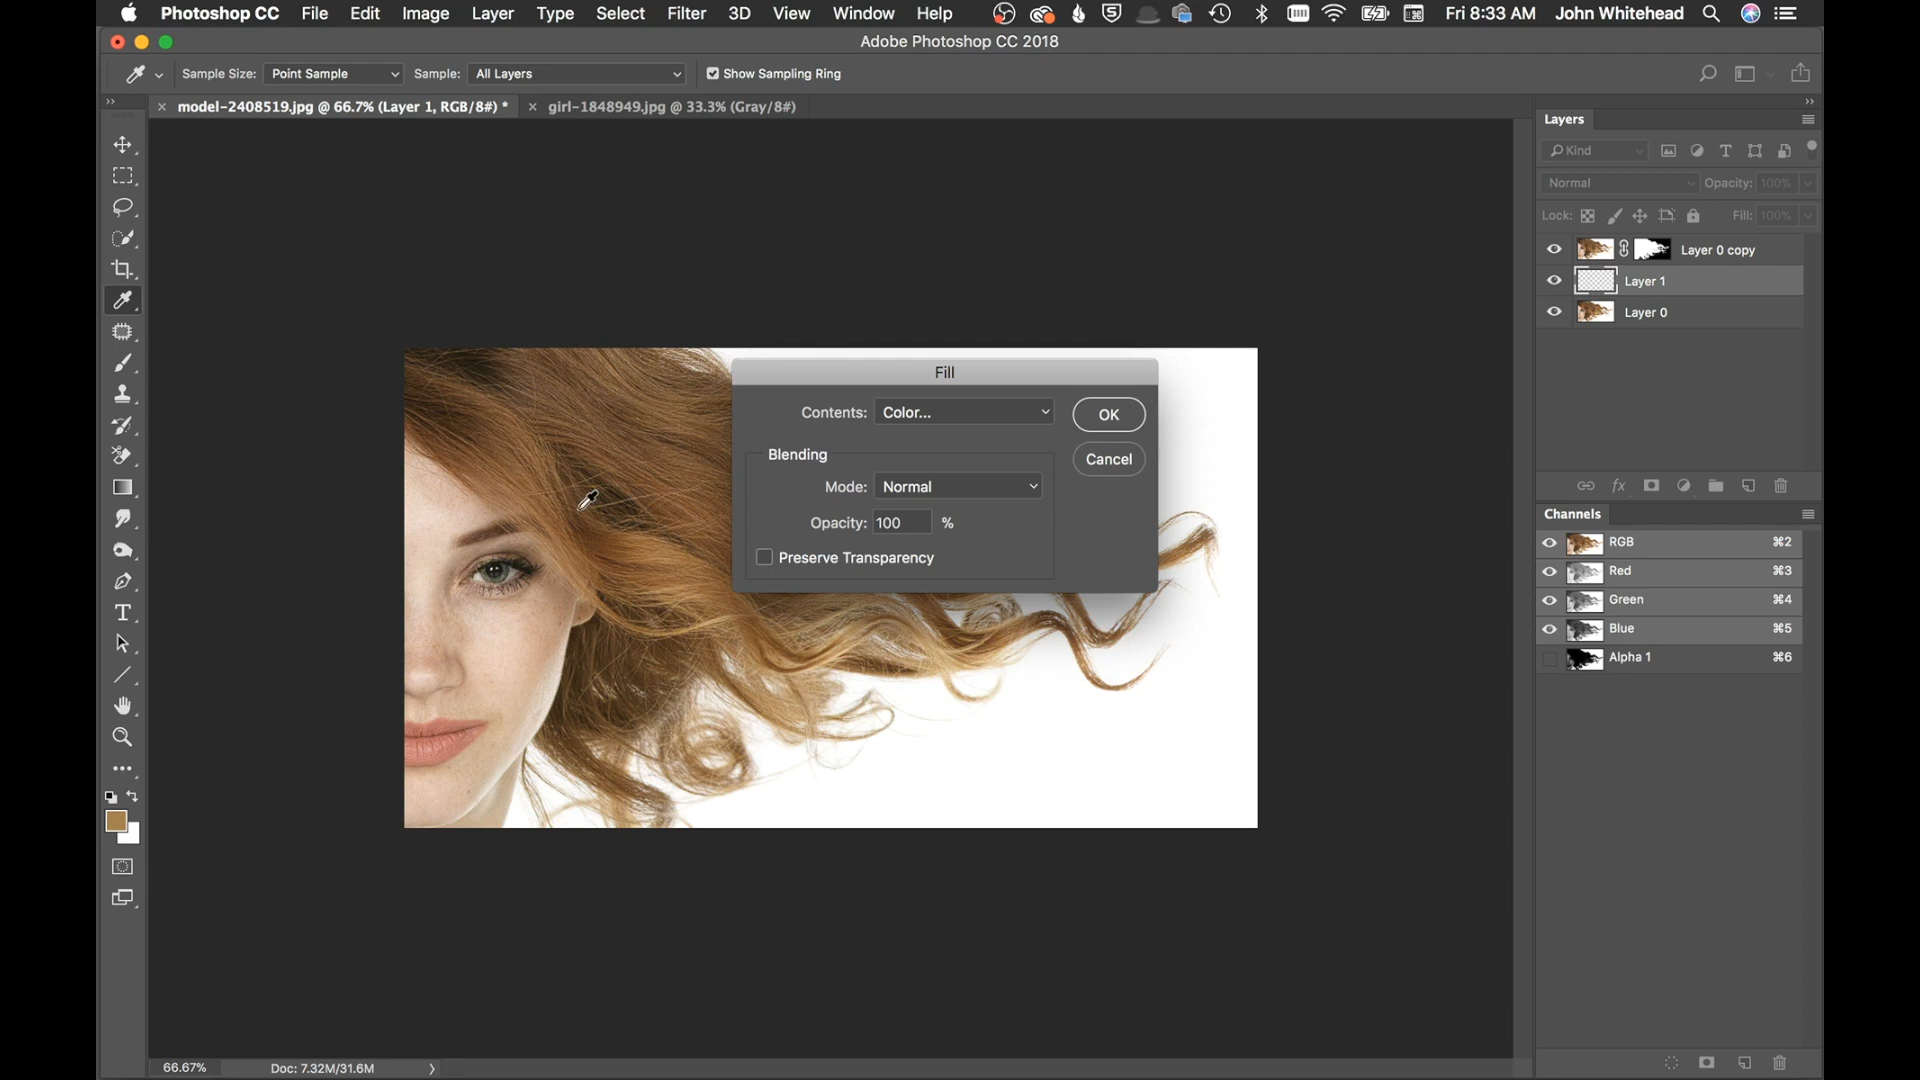 Photoshop CC File Edit Image Layer Type Select Filter 3D View Window Help Fri 8:33 AM John Whitehead
Adobe Photoshop CC 2018
Sample Size: Point Sample Sample: All Layers Show Sampling Ring
model-2408519.jpg @ 66.7% (Layer 1, RGB/8#) * girl-1848949.jpg @ 33.3% (Gray/8#)
Layers
Kind
Normal Opacity: 100%
Lock: Fill: 100%
Layer 0 copy
Layer 1
Layer 0
Fill
Contents: Color... OK
Blending Cancel
Mode: Normal
Opacity: 100 %
Preserve Transparency
fx
Channels
RGB ⌘2
Red ⌘3
Green ⌘4
Blue ⌘5
Alpha 1 ⌘6
66.67% Doc: 7.32M/31.6M